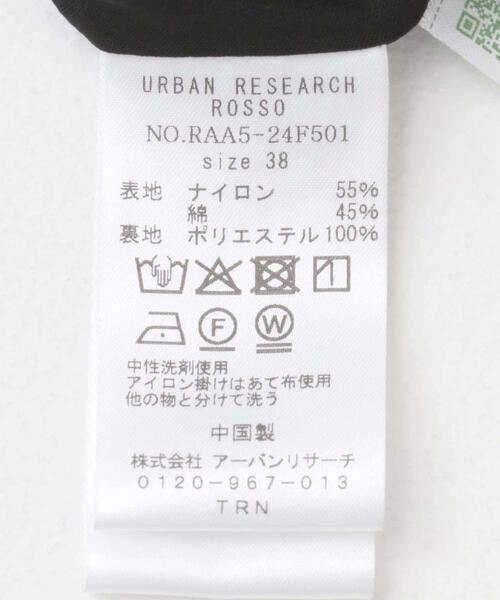 URBAN RESEARCH
ROSSO
NO.RAA5-24F501
size 38
表地 ナイロン 55%
綿 45%
裏地 ポリエステル 100%
F W
中性洗剤使用
アイロン掛けはあて布使用
他の物と分けて洗う
中国製
株式会社 アーバンリサーチ
0120-967-013
TRN